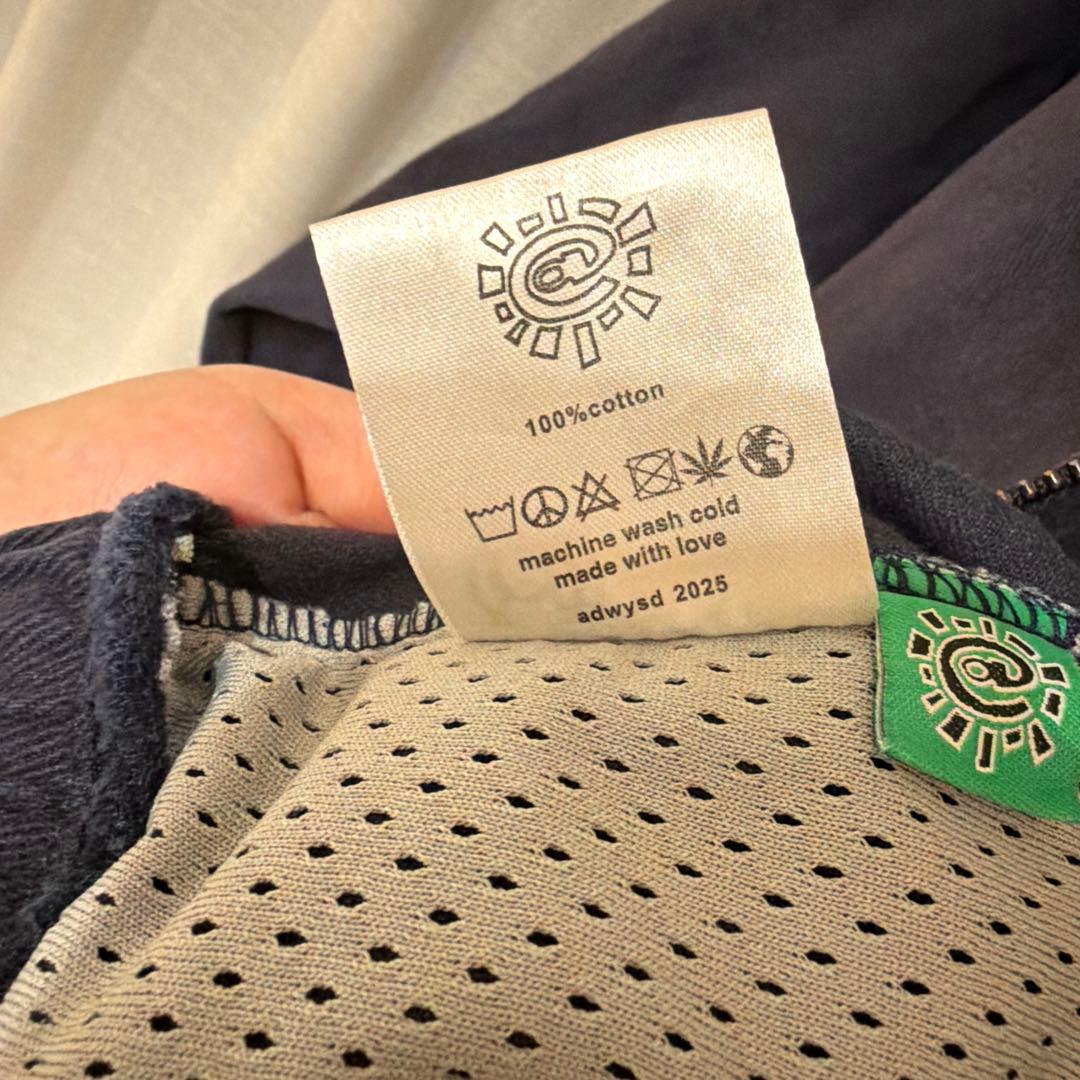 100%cotton
machine wash cold
made with love
adwysd 2025